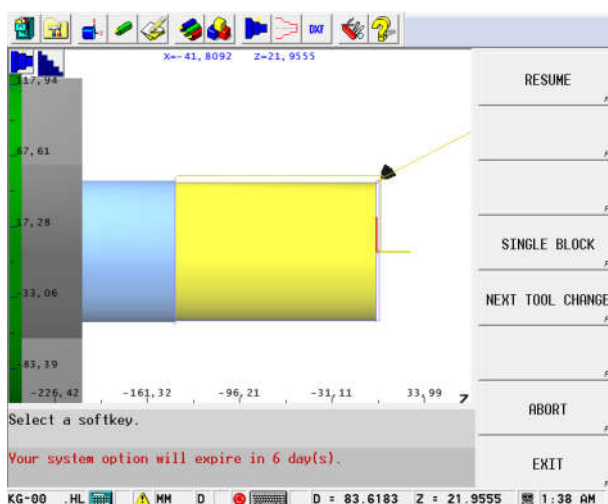 DXF
X=-41,8092 Z=21,9555
117,94
67,61
17,28
-33,06
-83,39
-226,42 -161,32 -96,21 -31,11 33,99 Z
RESUME
SINGLE BLOCK
NEXT TOOL CHANGE
ABORT
EXIT
Select a softkey.
Your system option will expire in 6 day(s).
KG-00 .HL MM D D = 83.6183 Z = 21.9555 1:38 AM